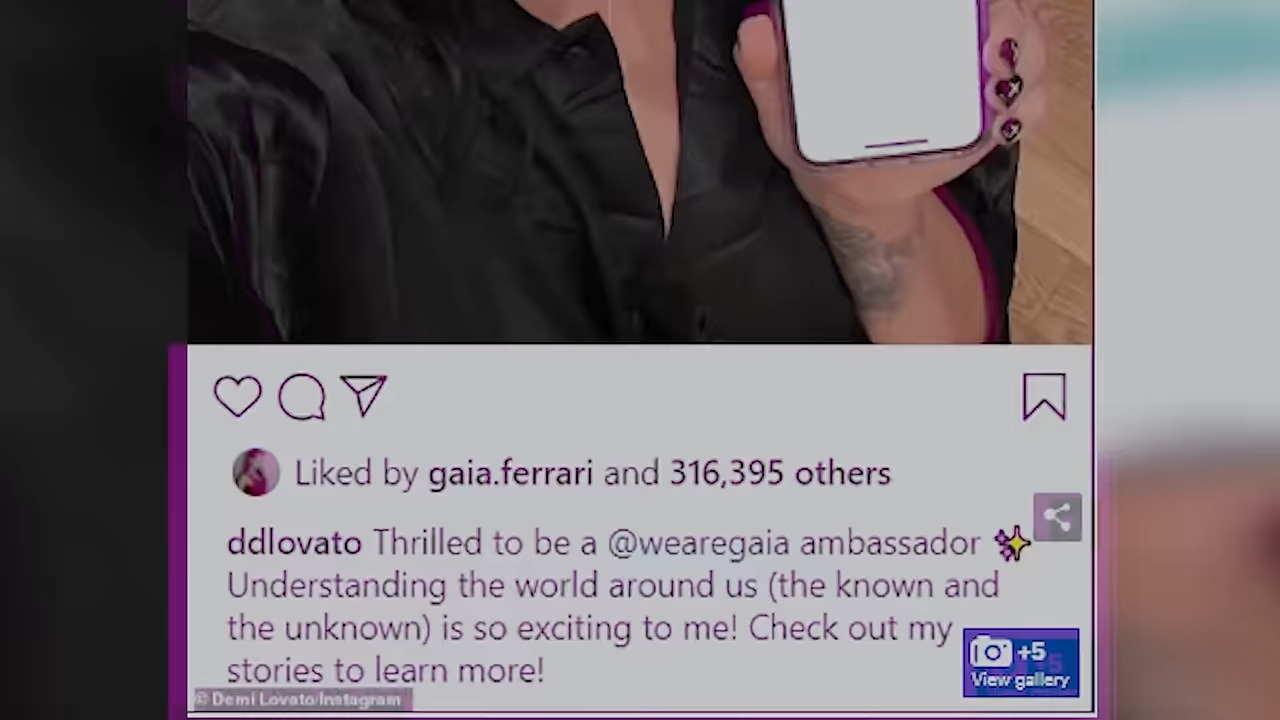 Liked by gaia.ferrari and 316,395 others
ddlovato Thrilled to be a @wearegaia ambassador ✨
Understanding the world around us (the known and
the unknown) is so exciting to me! Check out my
stories to learn more!
+5
View gallery
© Demi Lovato/Instagram